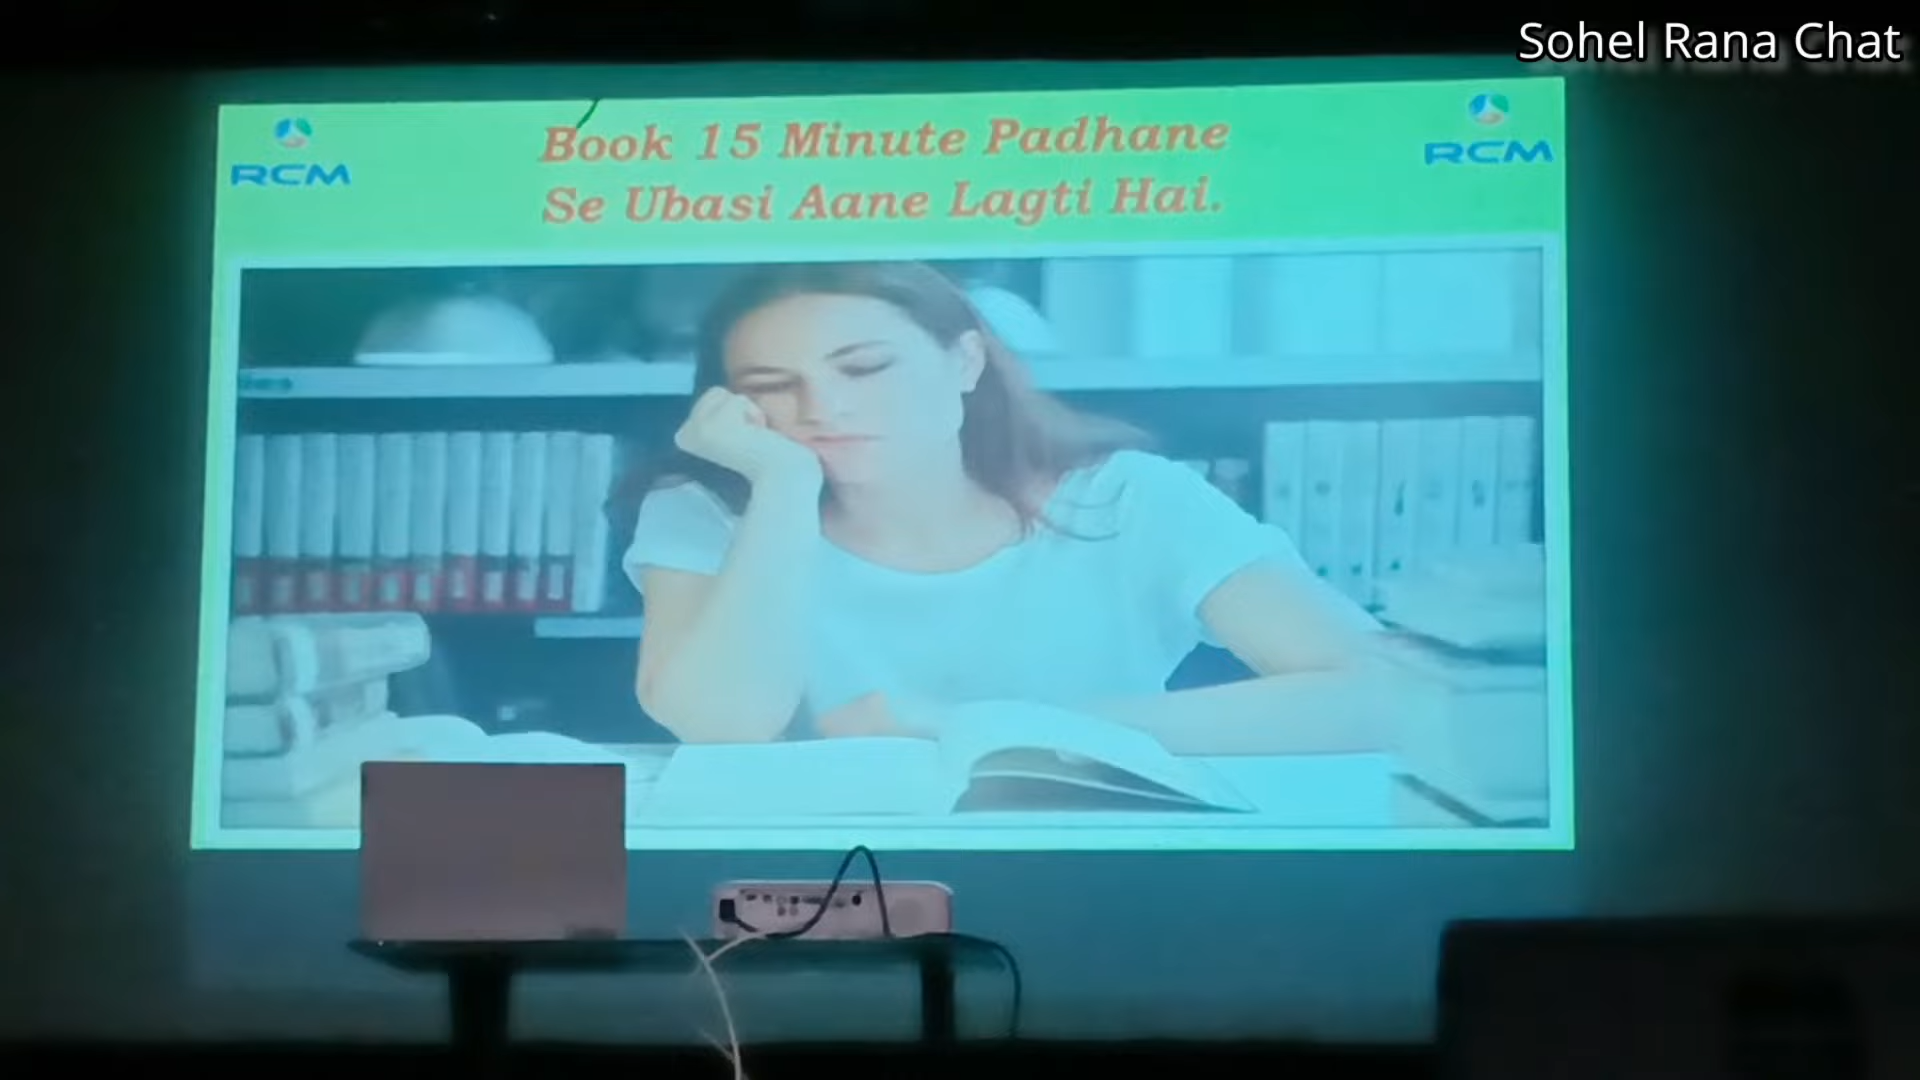 Sohel Rana Chat
RCM
Book 15 Minute Padhane
Se Ubasi Aane Lagti Hai.
RCM